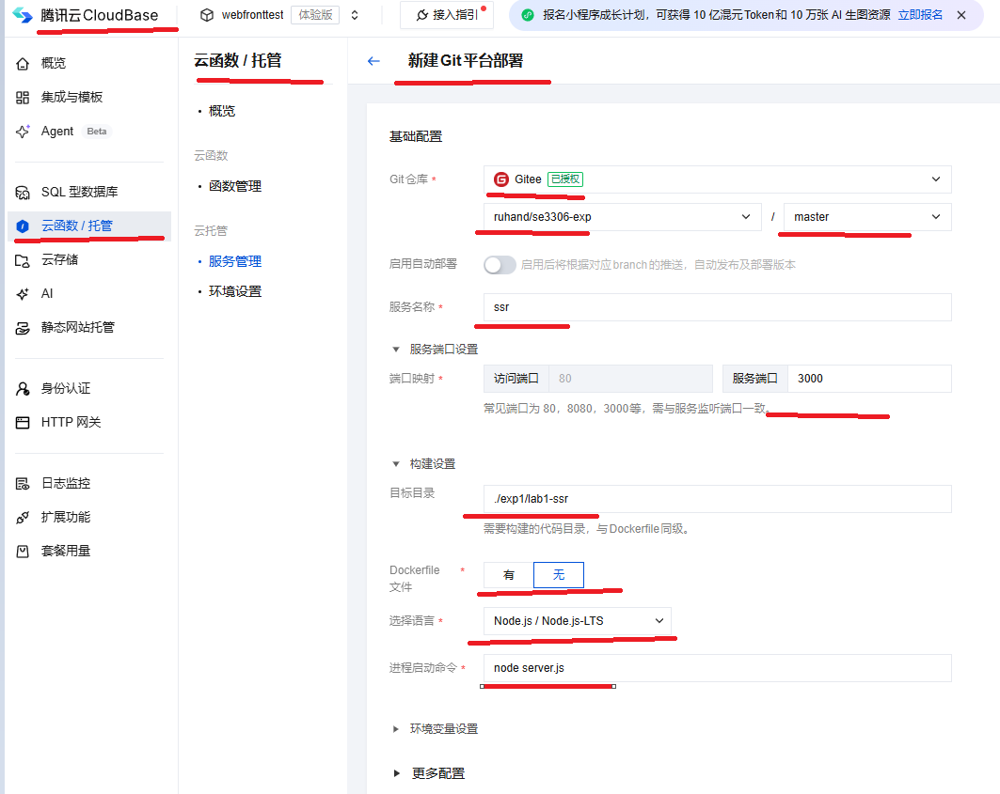 腾讯云CloudBase
webfronttest 体验版
接入指引
报名小程序成长计划，可获得 10 亿混元Token和 10 万张 AI 生图资源 立即报名
概览
集成与模板
Agent Beta
SQL 型数据库
云函数 / 托管
云存储
AI
静态网站托管
身份认证
HTTP 网关
日志监控
扩展功能
套餐用量
云函数 / 托管
概览
云函数
函数管理
云托管
服务管理
环境设置
新建Git平台部署
基础配置
Git仓库 * Gitee 已授权
ruhand/se3306-exp / master
启用自动部署 启用后将根据对应branch的推送，自动发布及部署版本
服务名称 * ssr
服务端口设置
端口映射 * 访问端口 80 服务端口 3000
常见端口为 80，8080，3000等，需与服务监听端口一致。
构建设置
目标目录 ./exp1/lab1-ssr
需要构建的代码目录，与Dockerfile同级。
Dockerfile * 有 无
文件
选择语言 * Node.js / Node.js-LTS
进程启动命令 * node server.js
环境变量设置
更多配置